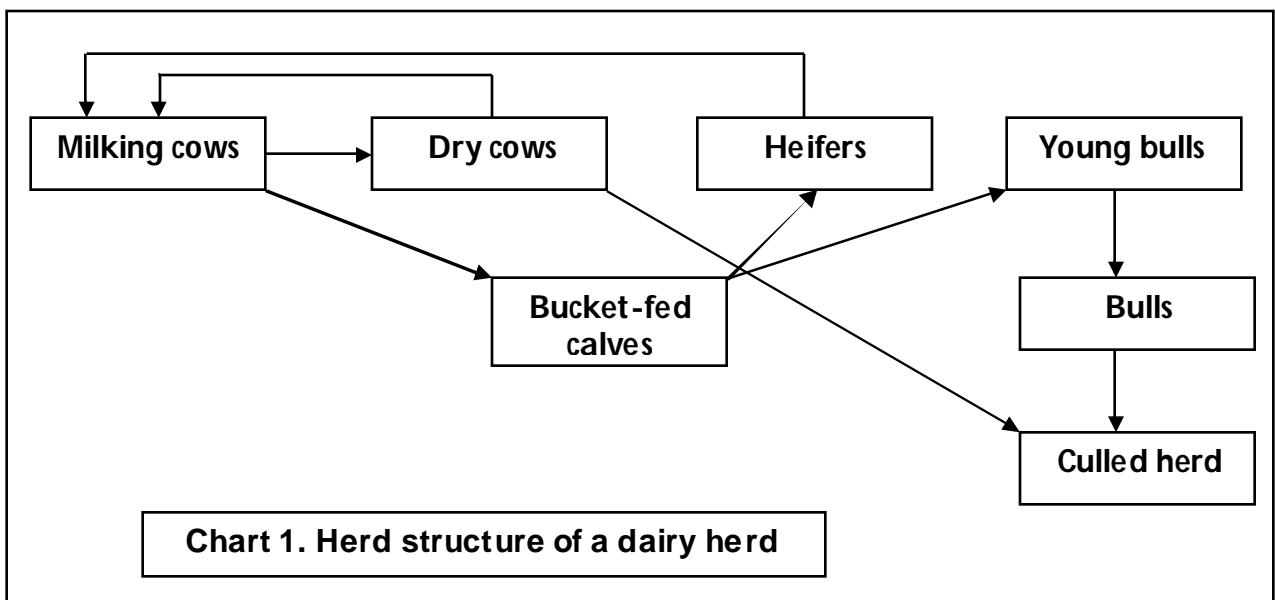 Milking cows
Dry cows
Heifers
Young bulls
Bucket-fed
calves
Bulls
Culled herd
Chart 1. Herd structure of a dairy herd